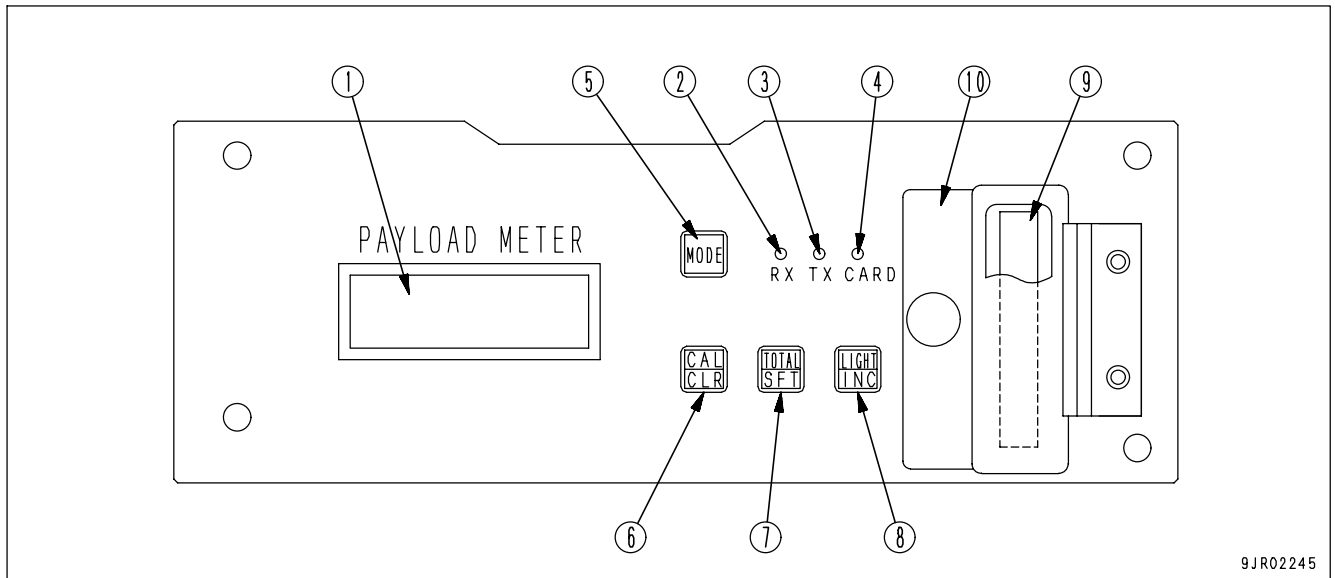 ① ⑤ ② ③ ④ ⑩ ⑨
PAYLOAD METER
MODE
RX TX CARD
CAL
CLR
TOTAL
SFT
LIGHT
INC
⑥ ⑦ ⑧
9JR02245